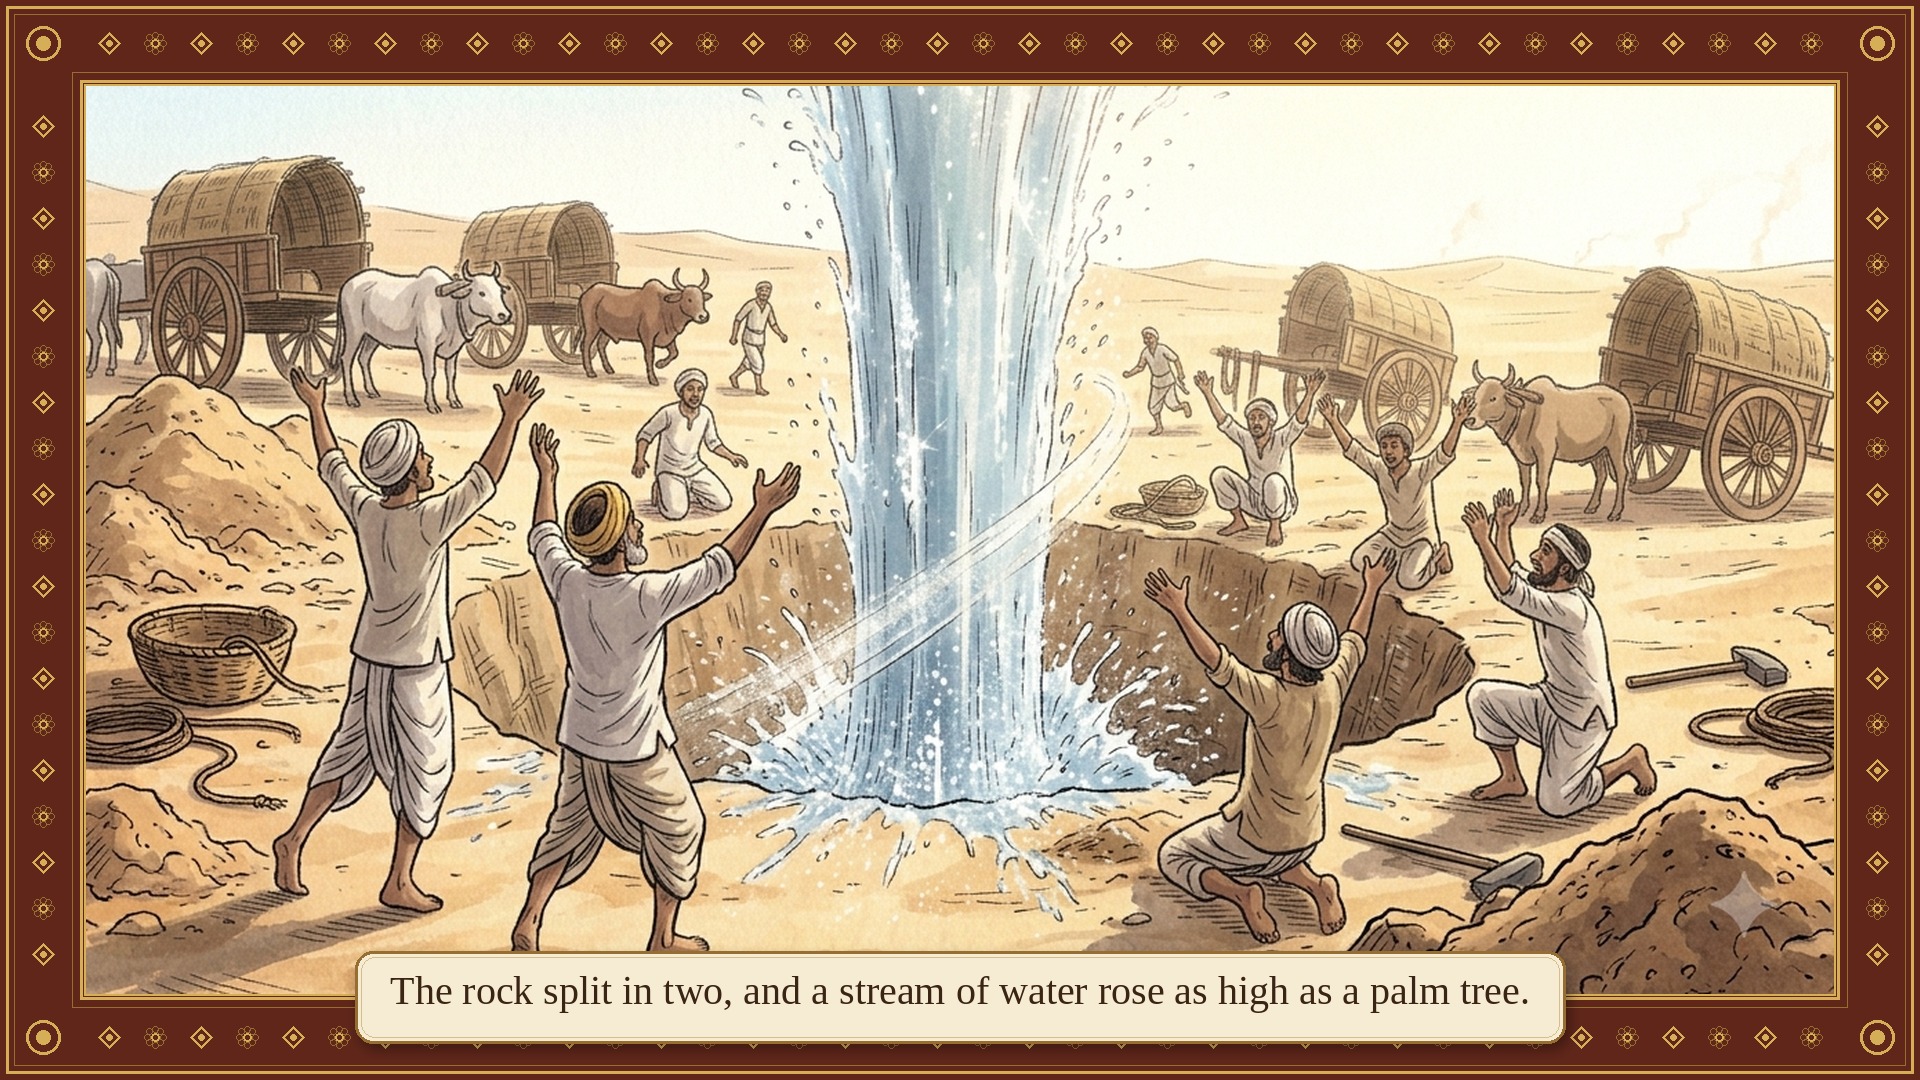 The rock split in two, and a stream of water rose as high as a palm tree.